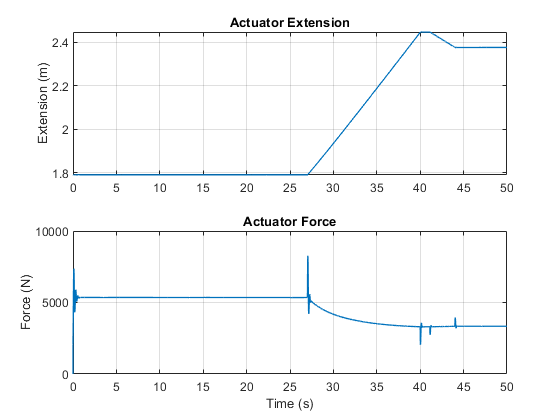 Actuator Extension
2.4
2.2
2
1.8
Extension (m)
0 5 10 15 20 25 30 35 40 45 50
Actuator Force
10000
5000
0
Force (N)
0 5 10 15 20 25 30 35 40 45 50
Time (s)